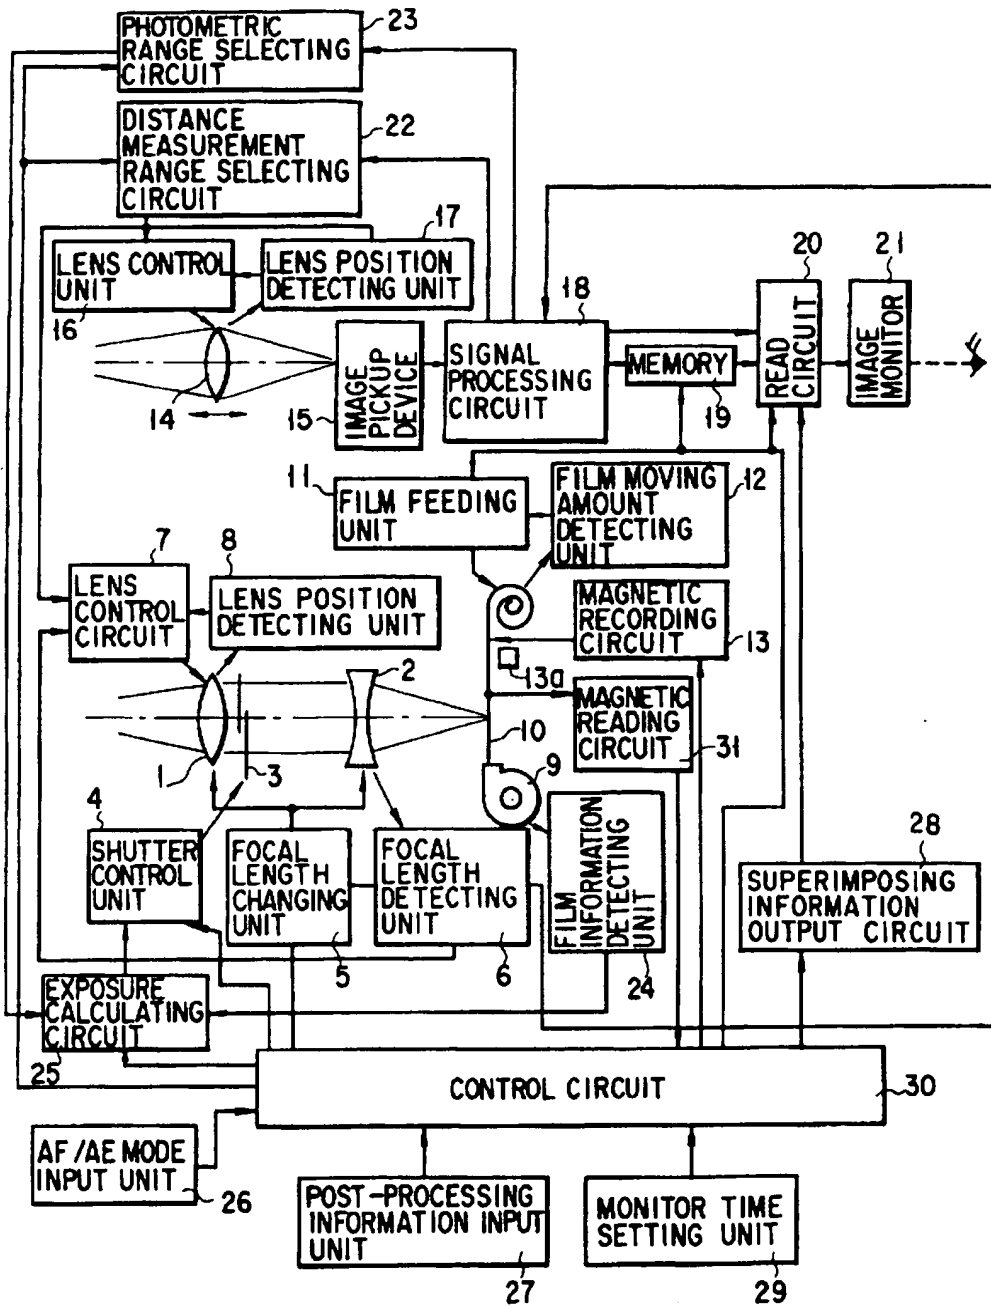 PHOTOMETRIC
RANGE SELECTING
CIRCUIT
23
DISTANCE
MEASUREMENT
RANGE SELECTING
CIRCUIT
22
LENS CONTROL
UNIT
16
17
LENS POSITION
DETECTING UNIT
14
IMAGE
PICKUP
DEVICE
15
18
SIGNAL
PROCESSING
CIRCUIT
MEMORY
19
20
READ
CIRCUIT
21
IMAGE
MONITOR
11
FILM FEEDING
UNIT
FILM MOVING
AMOUNT
DETECTING
UNIT
12
7
LENS
CONTROL
CIRCUIT
8
LENS POSITION
DETECTING UNIT
MAGNETIC
RECORDING
CIRCUIT
13
13a
2
MAGNETIC
READING
CIRCUIT
31
10
1
3
9
4
SHUTTER
CONTROL
UNIT
FOCAL
LENGTH
CHANGING
UNIT
5
FOCAL
LENGTH
DETECTING
UNIT
6
FILM
INFORMATION
DETECTING
UNIT
24
28
SUPERIMPOSING
INFORMATION
OUTPUT CIRCUIT
EXPOSURE
CALCULATING
CIRCUIT
25
CONTROL CIRCUIT
30
AF/AE MODE
INPUT UNIT
26
POST-PROCESSING
INFORMATION INPUT
UNIT
27
MONITOR TIME
SETTING UNIT
29